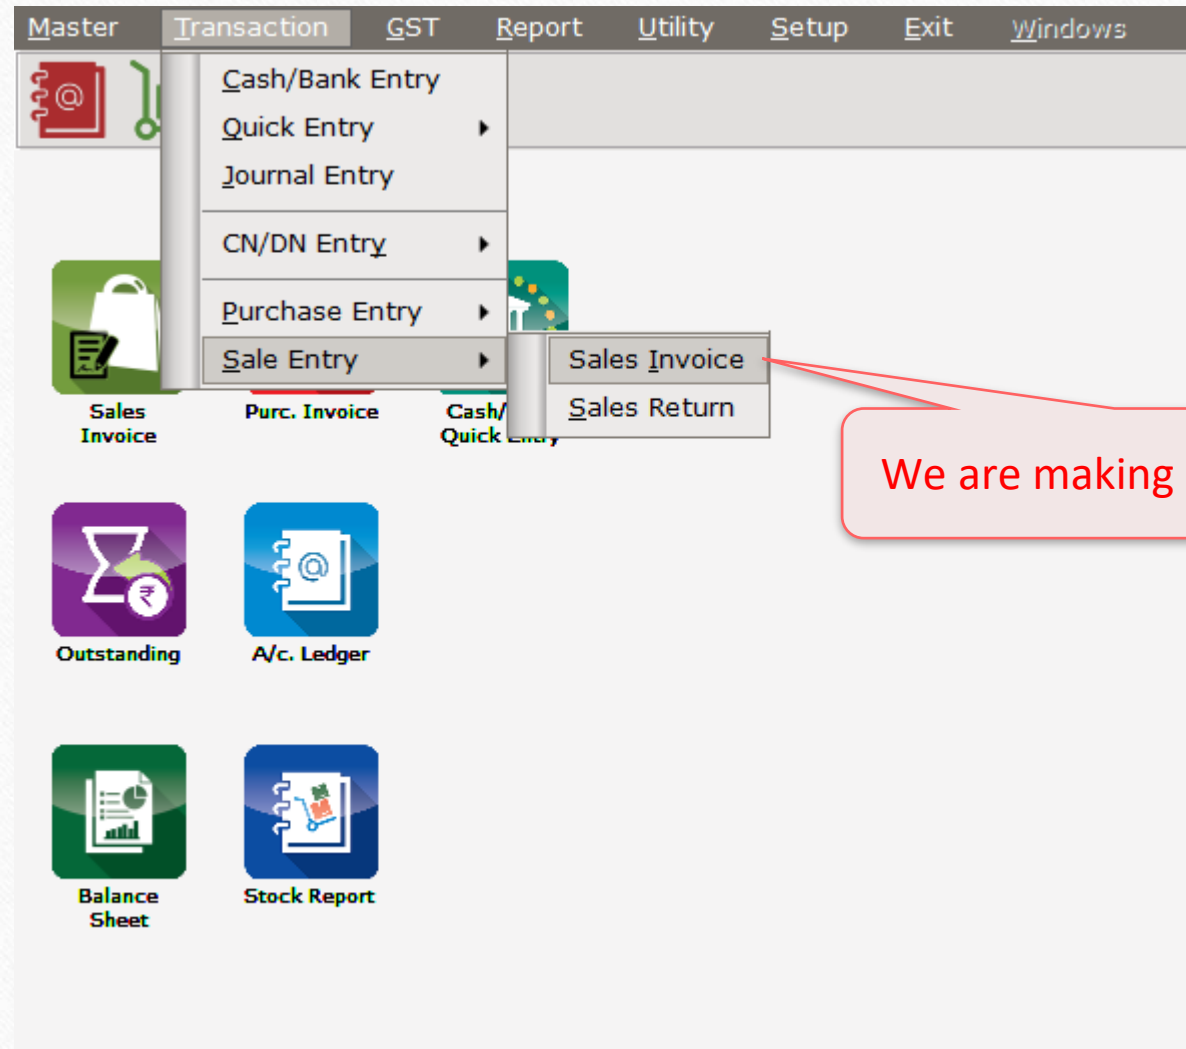 Master Transaction GST Report Utility Setup Exit Windows
Cash/Bank Entry
Quick Entry
Journal Entry
CN/DN Entry
Purchase Entry
Sale Entry
Sales Invoice
Sales Return
We are making
Sales
Invoice
Purc. Invoice
Cash/
Quick Entry
Outstanding
A/c. Ledger
Balance
Sheet
Stock Report